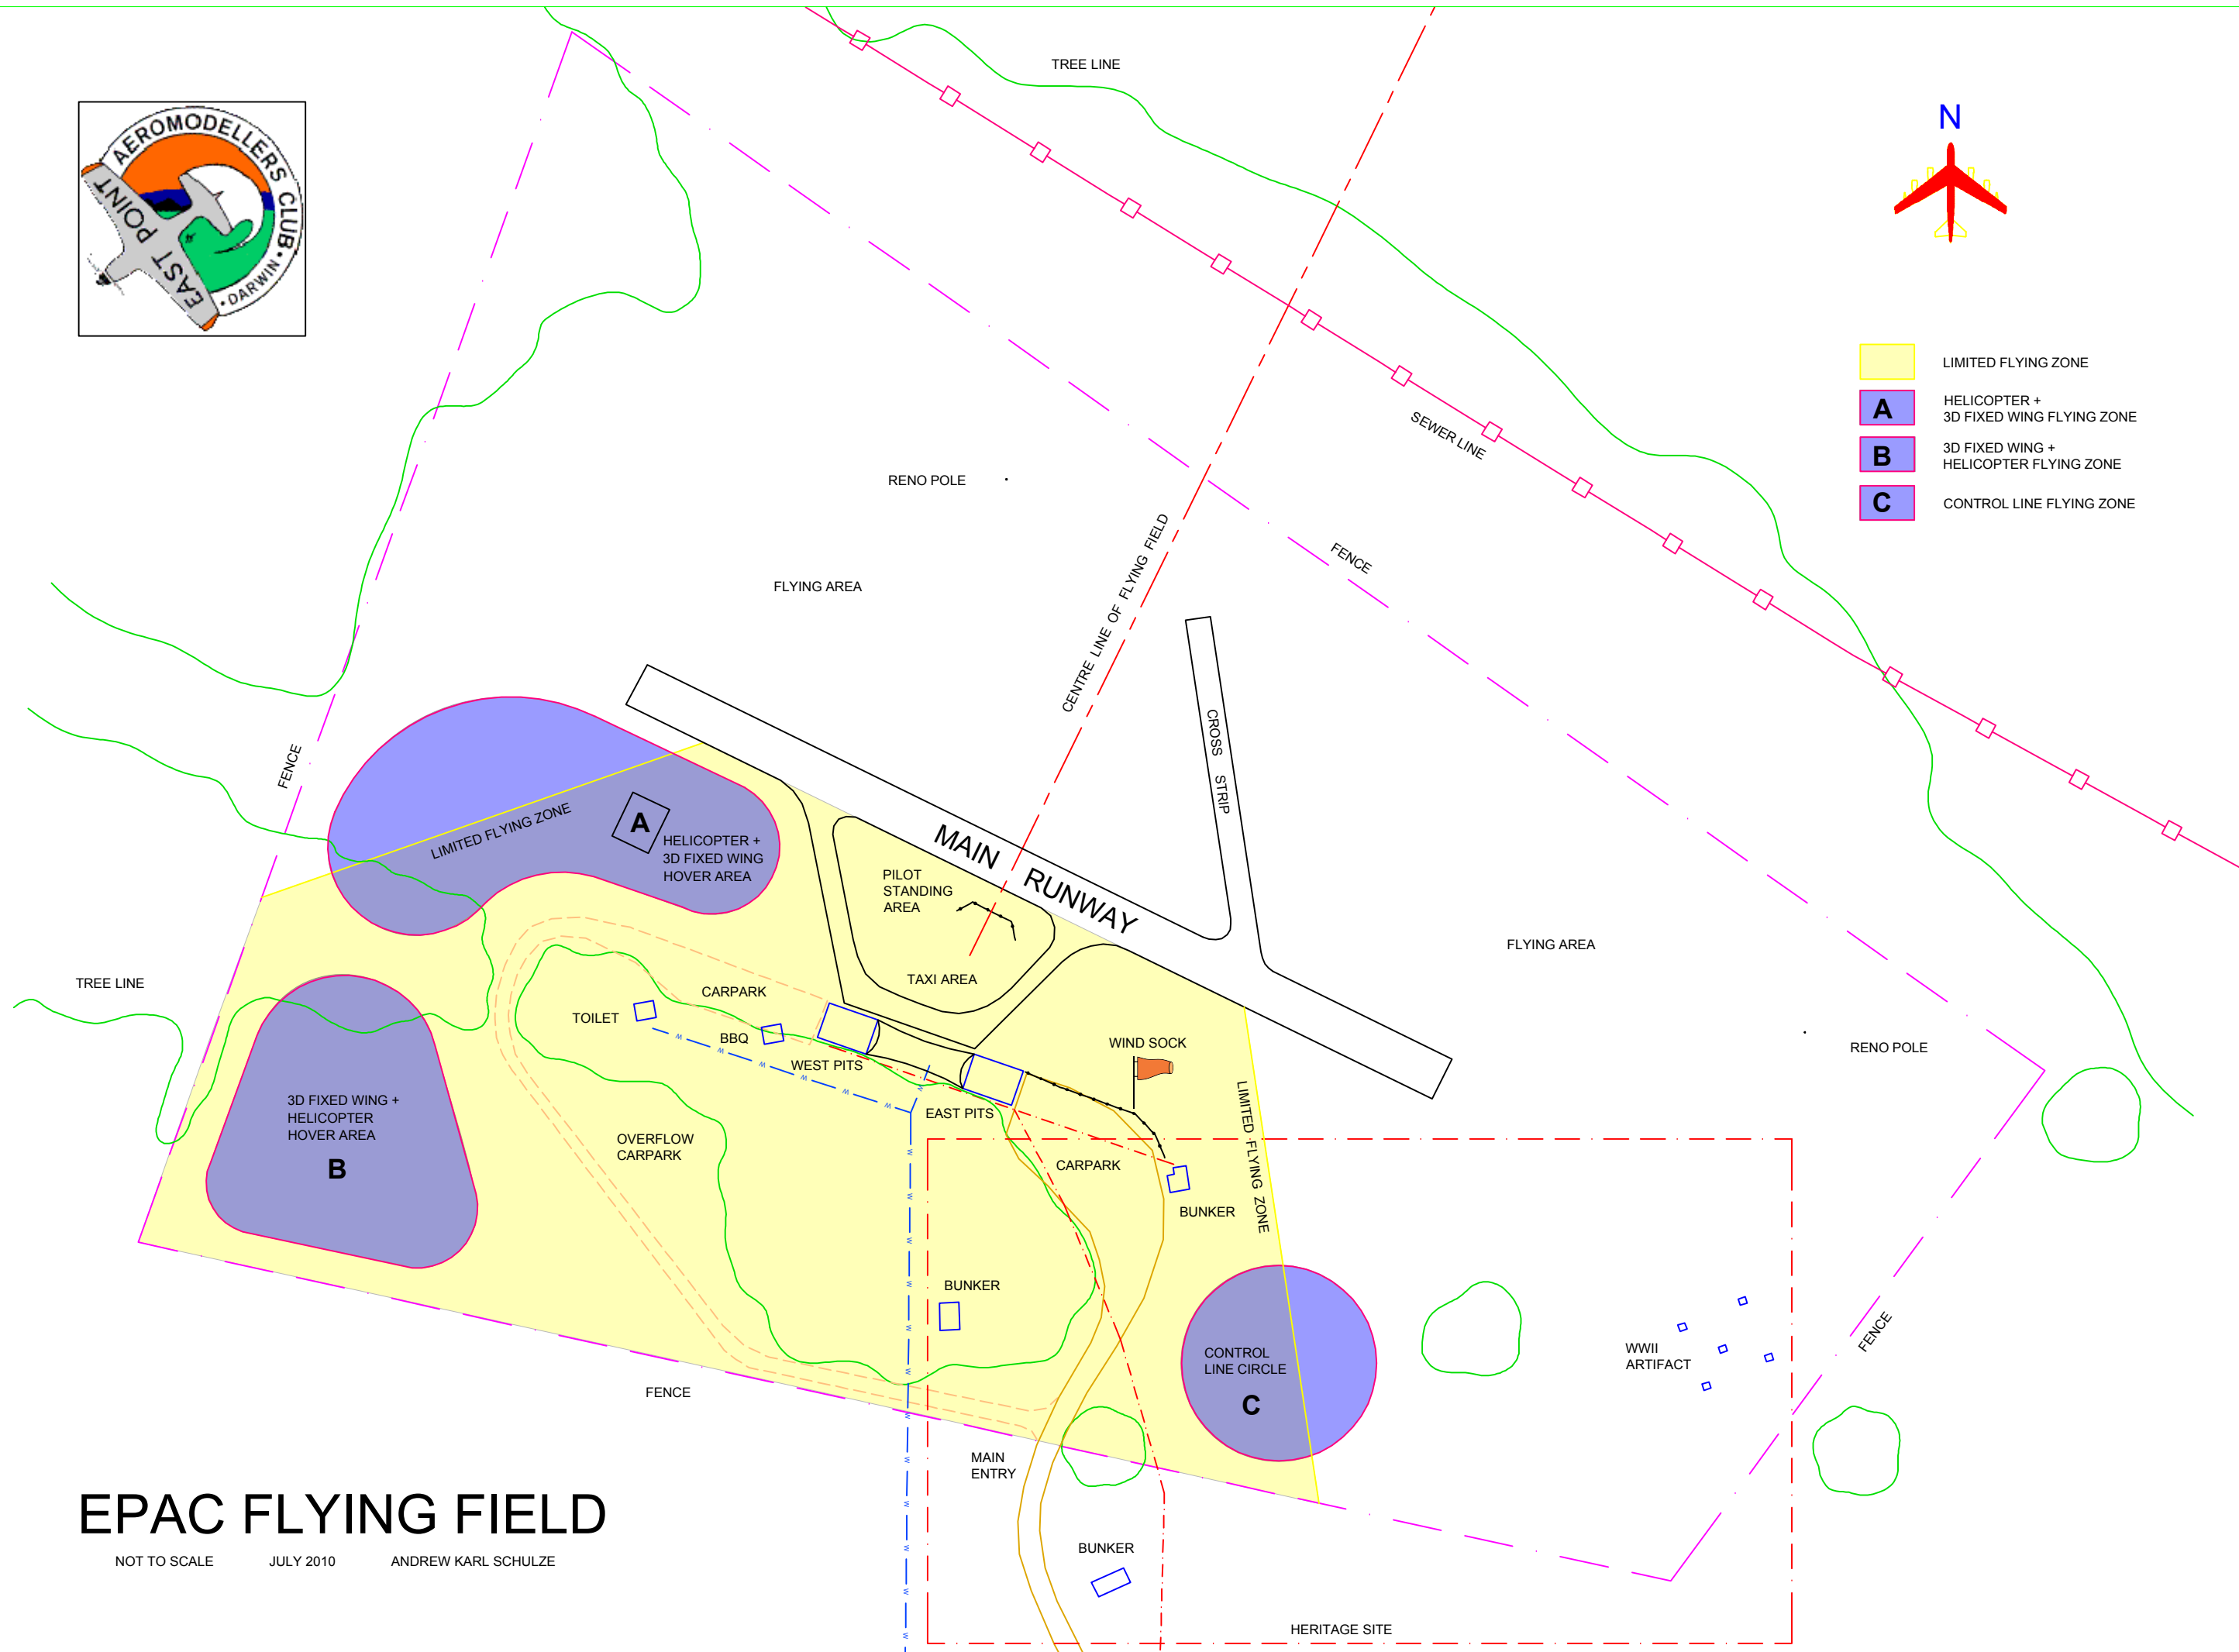 TREE LINE
N
AEROMODELLERS CLUB
EAST POINT
• DARWIN •
LIMITED FLYING ZONE
A
HELICOPTER +
3D FIXED WING FLYING ZONE
B
3D FIXED WING +
HELICOPTER FLYING ZONE
C
CONTROL LINE FLYING ZONE
SEWER LINE
RENO POLE
CENTRE LINE OF FLYING FIELD
FENCE
FLYING AREA
CROSS STRIP
FENCE
LIMITED FLYING ZONE
A
HELICOPTER +
3D FIXED WING
HOVER AREA
MAIN RUNWAY
PILOT
STANDING
AREA
FLYING AREA
TREE LINE
TAXI AREA
CARPARK
TOILET
BBQ
WEST PITS
WIND SOCK
RENO POLE
EAST PITS
LIMITED FLYING ZONE
3D FIXED WING +
HELICOPTER
HOVER AREA
B
OVERFLOW
CARPARK
CARPARK
BUNKER
BUNKER
CONTROL
LINE CIRCLE
C
WWII
ARTIFACT
FENCE
FENCE
MAIN
ENTRY
EPAC FLYING FIELD
NOT TO SCALE JULY 2010 ANDREW KARL SCHULZE
BUNKER
HERITAGE SITE
W
W
W
W
W
W
W
W
W
W
W
W
W